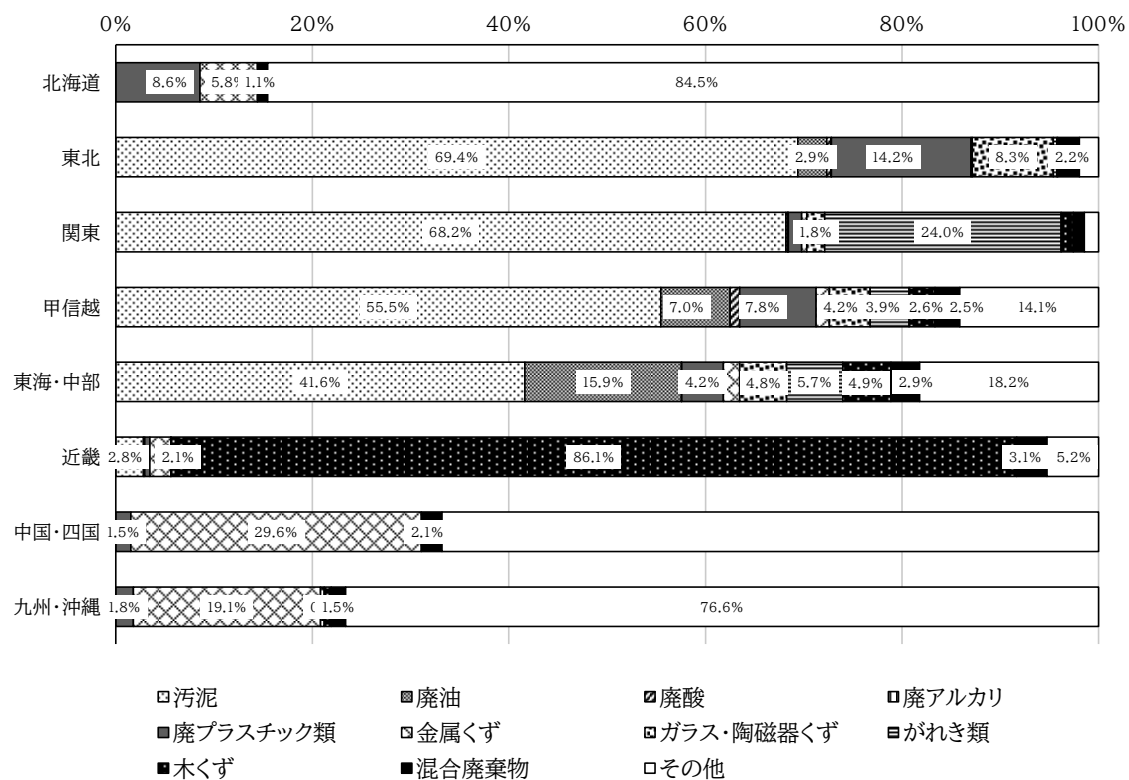 0% 20% 40% 60% 80% 100%
北海道 8.6% 5.8% 1.1% 84.5%
東北 69.4% 2.9% 14.2% 8.3% 2.2%
関東 68.2% 1.8% 24.0%
甲信越 55.5% 7.0% 7.8% 4.2% 3.9% 2.6% 2.5% 14.1%
東海・中部 41.6% 15.9% 4.2% 4.8% 5.7% 4.9% 2.9% 18.2%
近畿 2.8% 2.1% 86.1% 3.1% 5.2%
中国・四国 1.5% 29.6% 2.1%
九州・沖縄 1.8% 19.1% 1.5% 76.6%
汚泥 廃油 廃酸 廃アルカリ
廃プラスチック類 金属くず ガラス・陶磁器くず がれき類
木くず 混合廃棄物 その他